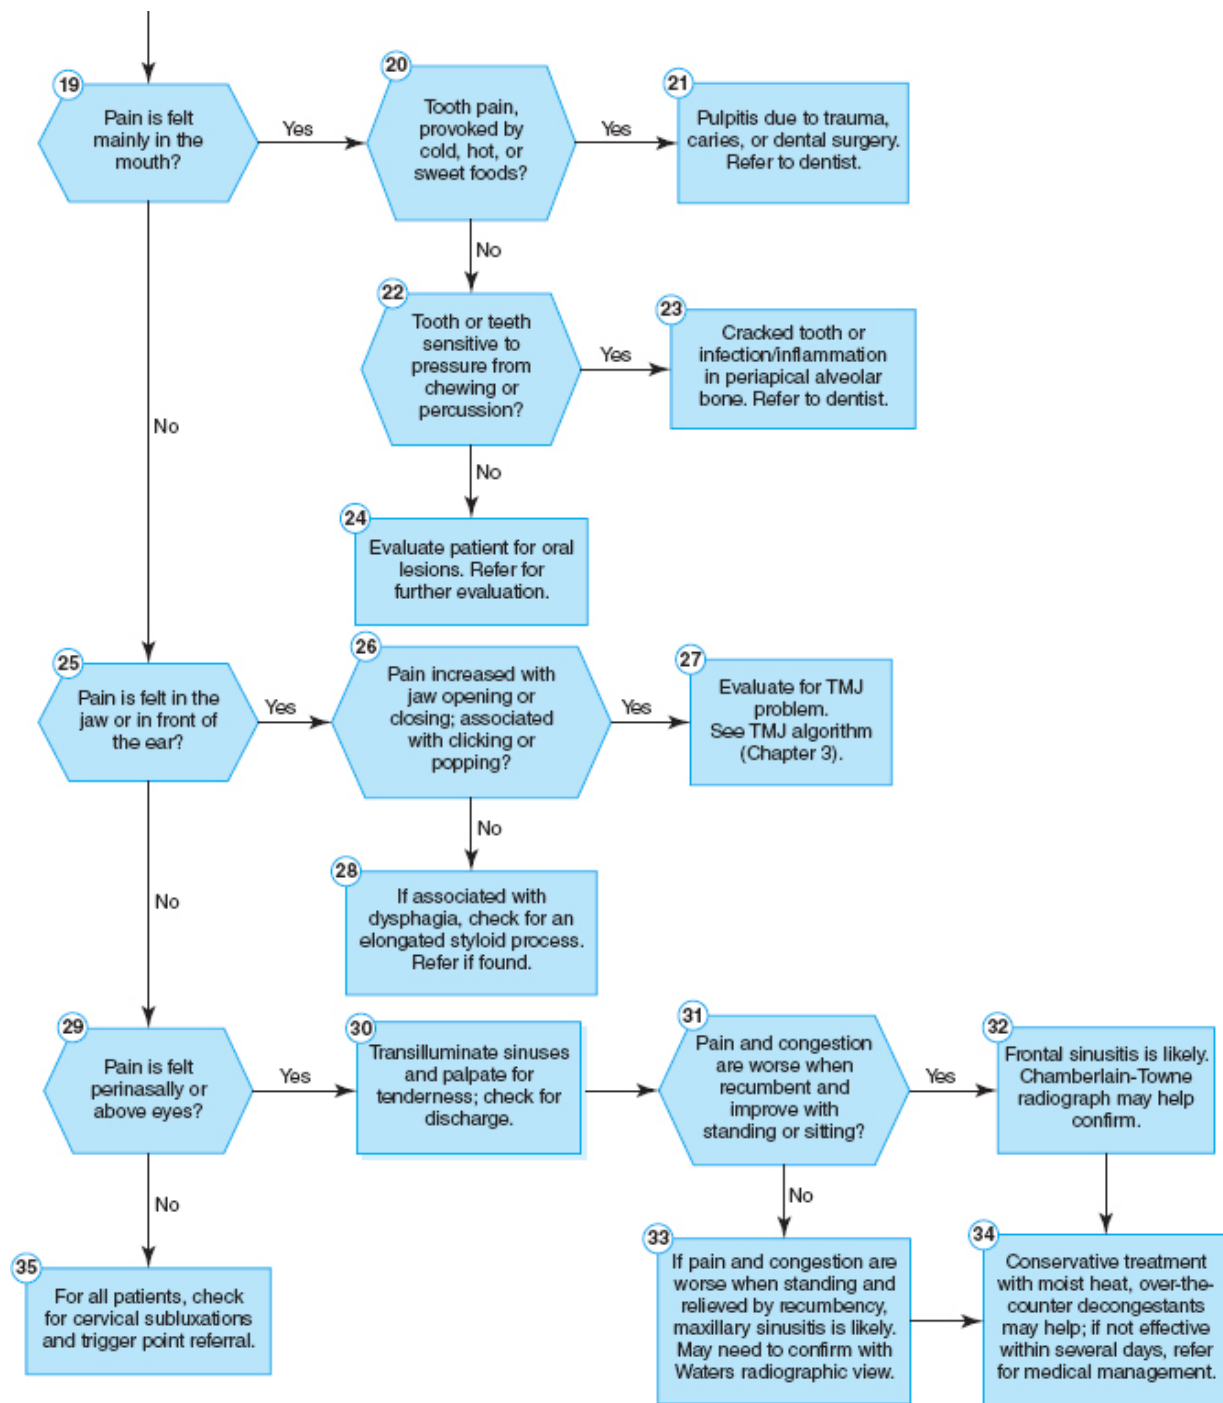 19
Pain is felt
mainly in the
mouth?
Yes
20
Tooth pain,
provoked by
cold, hot, or
sweet foods?
Yes
21
Pulpitis due to trauma,
caries, or dental surgery.
Refer to dentist.
No
22
Tooth or teeth
sensitive to
pressure from
chewing or
percussion?
Yes
23
Cracked tooth or
infection/inflammation
in periapical alveolar
bone. Refer to dentist.
No
No
24
Evaluate patient for oral
lesions. Refer for
further evaluation.
25
Pain is felt in the
jaw or in front of
the ear?
Yes
26
Pain increased with
jaw opening or
closing; associated
with clicking or
popping?
Yes
27
Evaluate for TMJ
problem.
See TMJ algorithm
(Chapter 3).
No
28
If associated with
dysphagia, check for an
elongated styloid process.
Refer if found.
No
29
Pain is felt
perinasally or
above eyes?
Yes
30
Transilluminate sinuses
and palpate for
tenderness; check for
discharge.
31
Pain and congestion
are worse when
recumbent and
improve with
standing or sitting?
Yes
32
Frontal sinusitis is likely.
Chamberlain-Towne
radiograph may help
confirm.
No
No
33
If pain and congestion are
worse when standing and
relieved by recumbency,
maxillary sinusitis is likely.
May need to confirm with
Waters radiographic view.
34
Conservative treatment
with moist heat, over-the-
counter decongestants
may help; if not effective
within several days, refer
for medical management.
35
For all patients, check
for cervical subluxations
and trigger point referral.